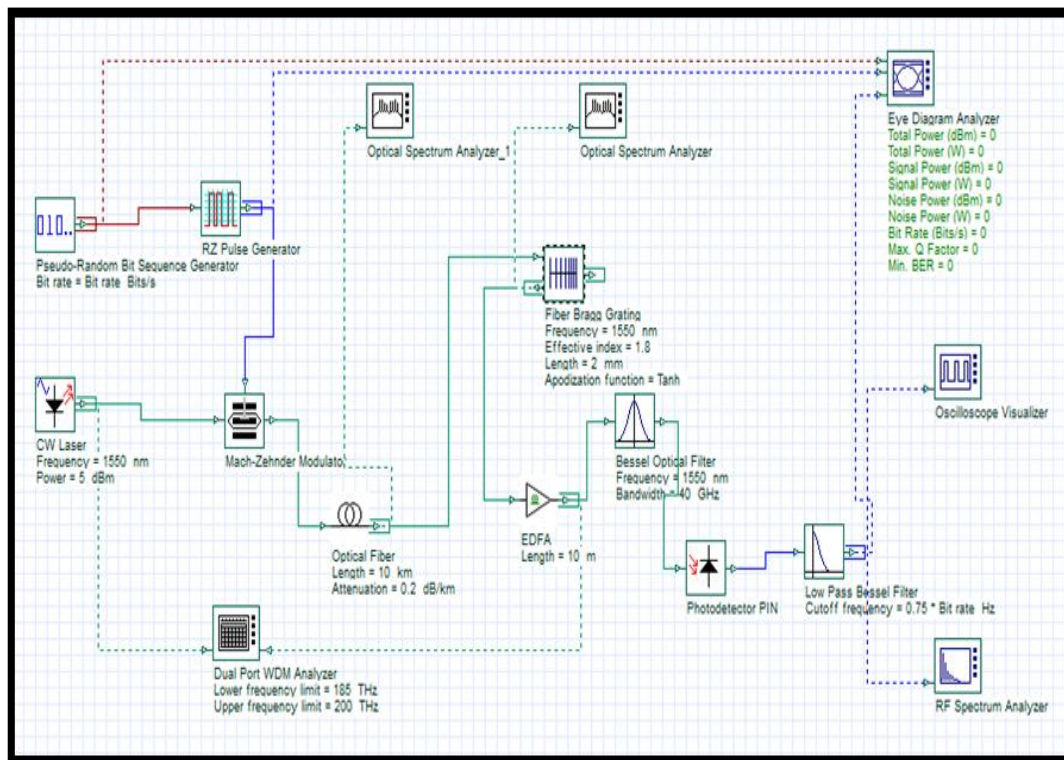 Eye Diagram Analyzer
Total Power (dBm) = 0
Total Power (W) = 0
Signal Power (dBm) = 0
Signal Power (W) = 0
Noise Power (dBm) = 0
Noise Power (W) = 0
Bit Rate (Bits/s) = 0
Max. Q Factor = 0
Min. BER = 0
Optical Spectrum Analyzer_1
Optical Spectrum Analyzer
010..
RZ Pulse Generator
Pseudo-Random Bit Sequence Generator
Bit rate = Bit rate Bits/s
Fiber Bragg Grating
Frequency = 1550 nm
Effective index = 1.8
Length = 2 mm
Apodization function = Tanh
Oscilloscope Visualizer
CW Laser
Frequency = 1550 nm
Power = 5 dBm
Mach-Zehnder Modulator
Bessel Optical Filter
Frequency = 1550 nm
Bandwidth = 40 GHz
EDFA
Length = 10 m
Optical Fiber
Length = 10 km
Attenuation = 0.2 dB/km
Photodetector PIN
Low Pass Bessel Filter
Cutoff frequency = 0.75 * Bit rate Hz
Dual Port WDM Analyzer
Lower frequency limit = 185 THz
Upper frequency limit = 200 THz
RF Spectrum Analyzer